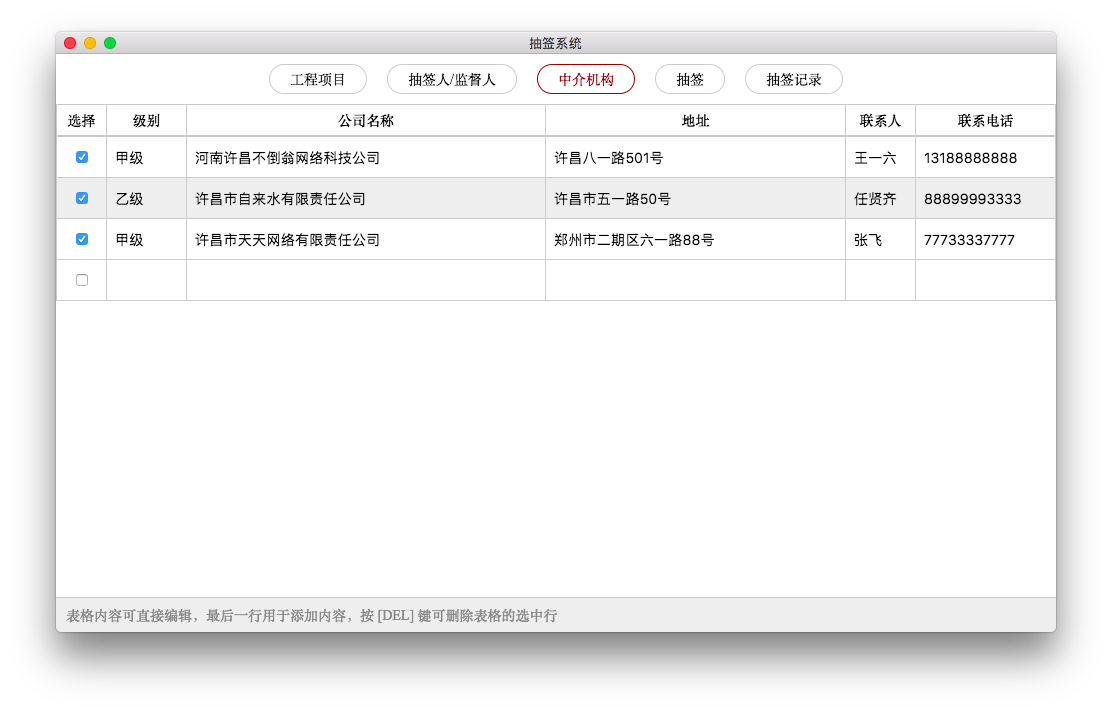 抽签系统
工程项目 抽签人/监督人 中介机构 抽签 抽签记录
选择 级别 公司名称 地址 联系人 联系电话
甲级 河南许昌不倒翁网络科技公司 许昌八一路501号 王一六 13188888888
乙级 许昌市自来水有限责任公司 许昌市五一路50号 任贤齐 88899993333
甲级 许昌市天天网络有限责任公司 郑州市二期区六一路88号 张飞 77733337777
表格内容可直接编辑，最后一行用于添加内容，按 [DEL] 键可删除表格的选中行